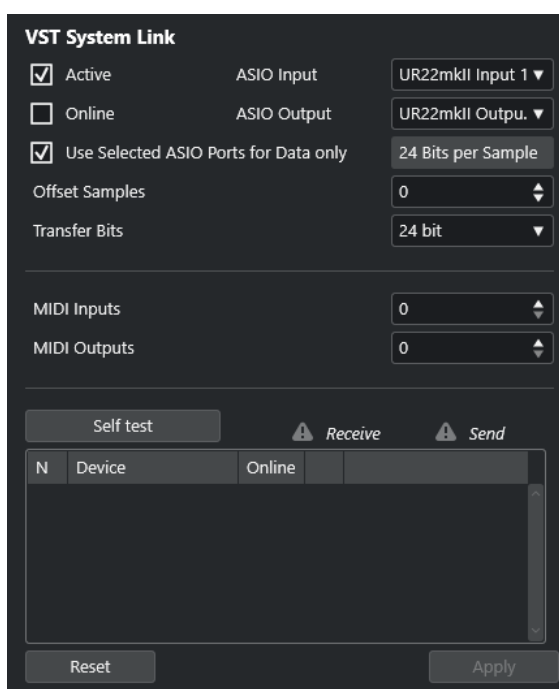 VST System Link
Active ASIO Input UR22mkII Input 1
Online ASIO Output UR22mkII Outpu.
Use Selected ASIO Ports for Data only 24 Bits per Sample
Offset Samples 0
Transfer Bits 24 bit
MIDI Inputs 0
MIDI Outputs 0
Self test Receive Send
N Device Online
Reset Apply